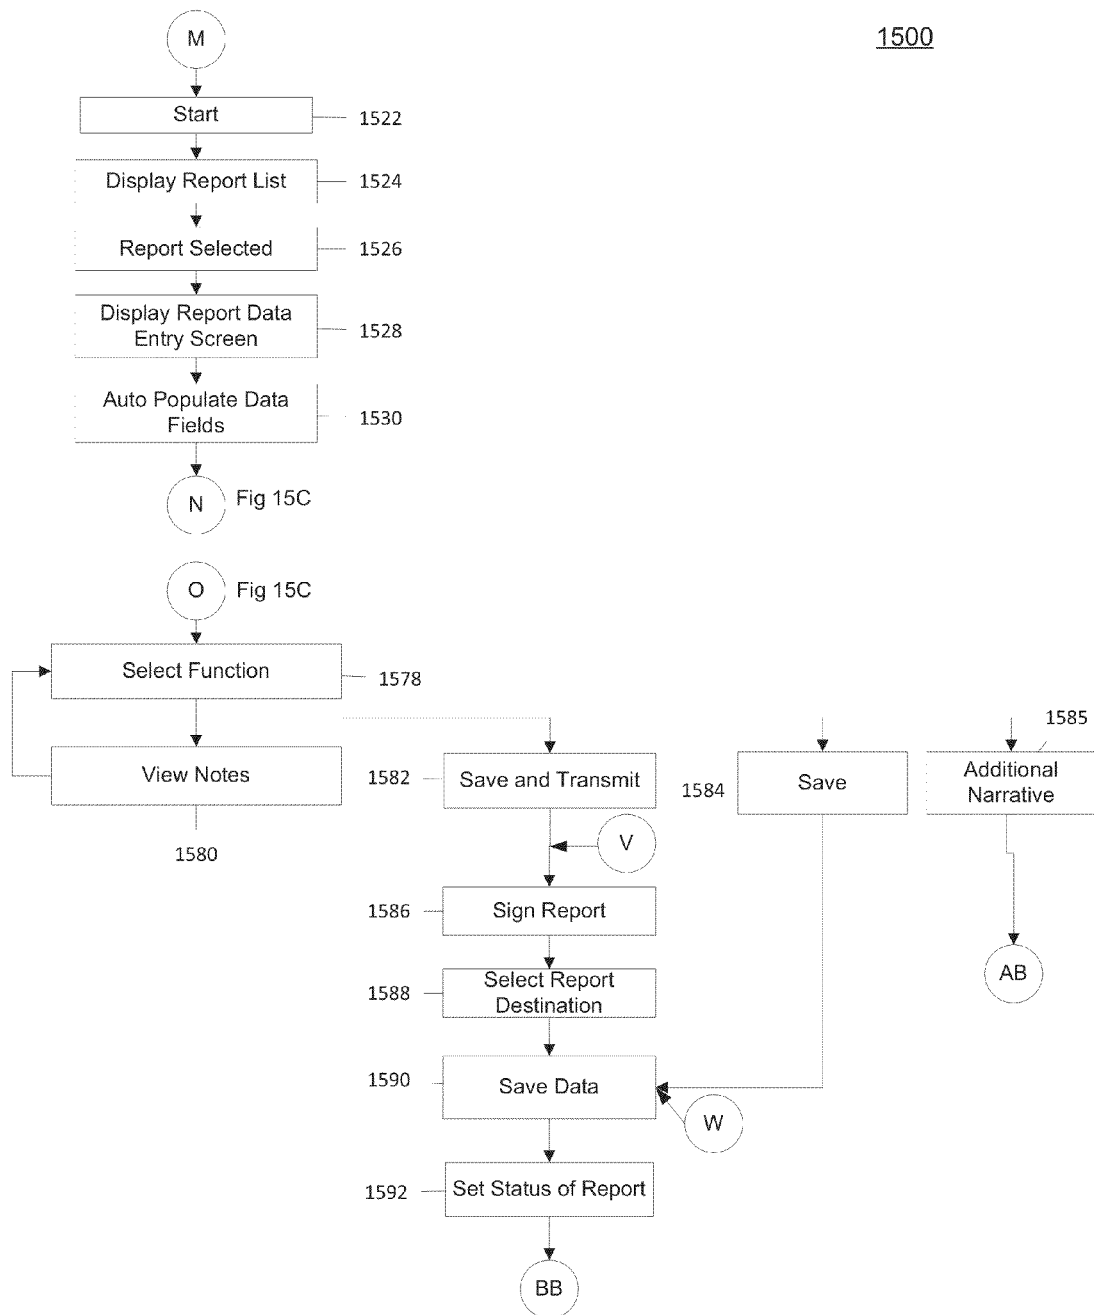 M
1500
Start
1522
Display Report List
1524
Report Selected
1526
Display Report Data
Entry Screen
1528
Auto Populate Data
Fields
1530
N
Fig 15C
O
Fig 15C
Select Function
1578
View Notes
1580
1582
Save and Transmit
1584
Save
1585
Additional
Narrative
V
1586
Sign Report
AB
1588
Select Report
Destination
1590
Save Data
W
1592
Set Status of Report
BB